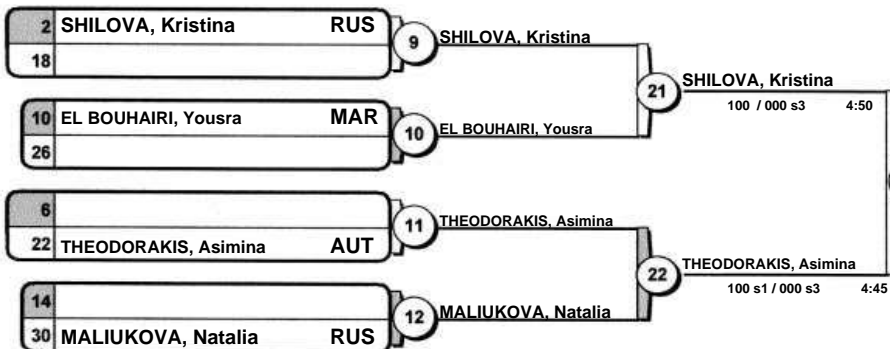 2 SHILOVA, Kristina RUS
18
9 SHILOVA, Kristina
10 EL BOUHAIRI, Yousra MAR
26
10 EL BOUHAIRI, Yousra
21 SHILOVA, Kristina
100 / 000 s3 4:50
6
22 THEODORAKIS, Asimina AUT
11 THEODORAKIS, Asimina
14
30 MALIUKOVA, Natalia RUS
12 MALIUKOVA, Natalia
22 THEODORAKIS, Asimina
100 s1 / 000 s3 4:45